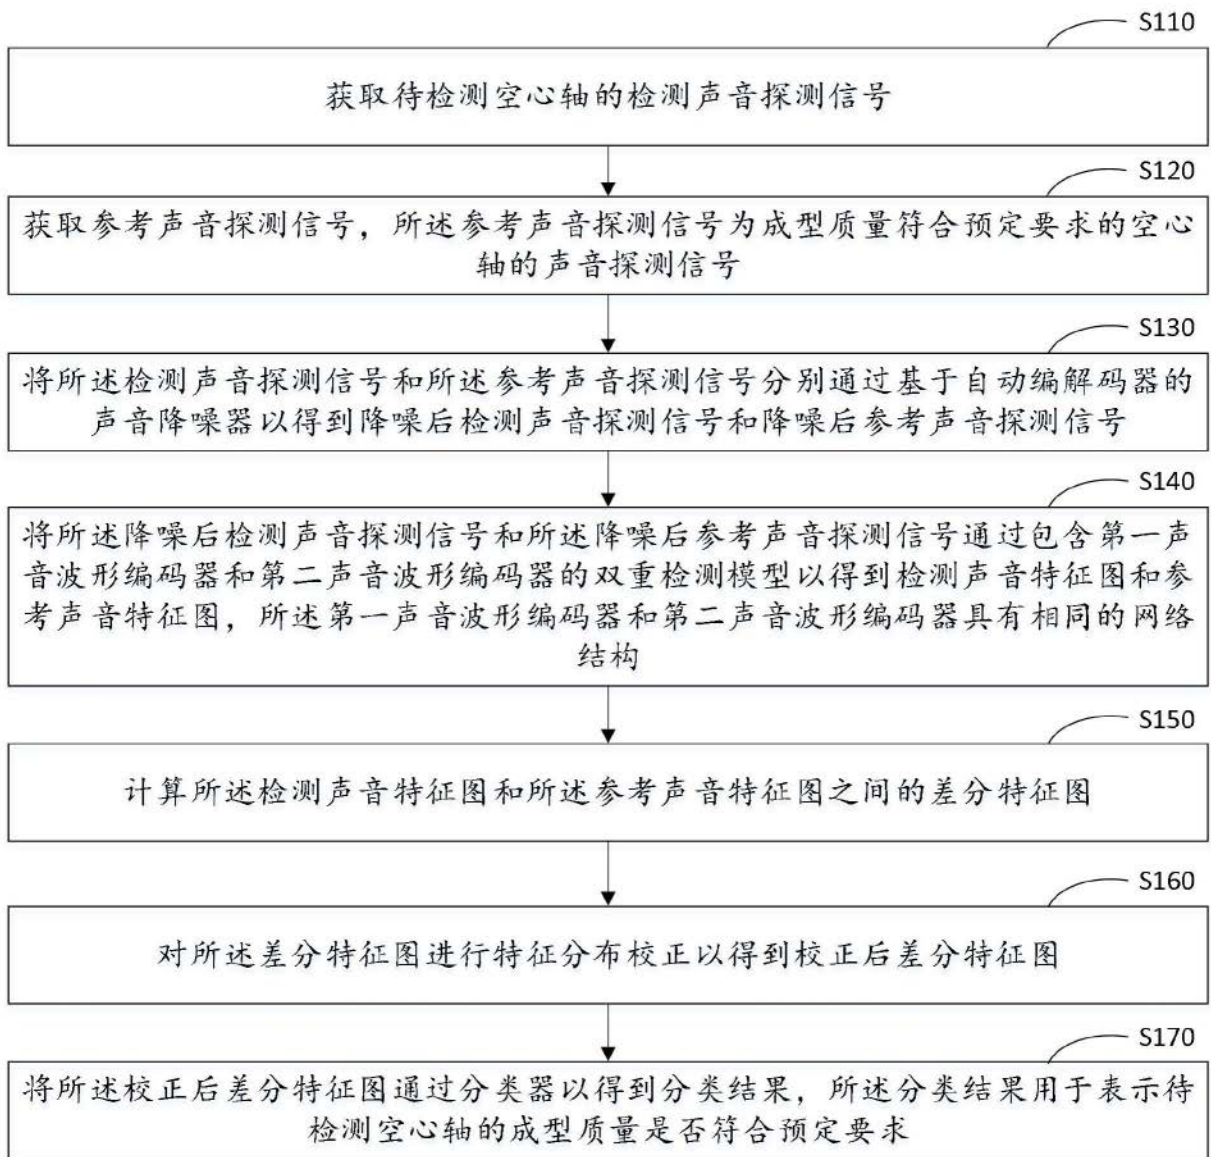 S110
获取待检测空心轴的检测声音探测信号
S120
获取参考声音探测信号，所述参考声音探测信号为成型质量符合预定要求的空心
轴的声音探测信号
S130
将所述检测声音探测信号和所述参考声音探测信号分别通过基于自动编解码器的
声音降噪器以得到降噪后检测声音探测信号和降噪后参考声音探测信号
S140
将所述降噪后检测声音探测信号和所述降噪后参考声音探测信号通过包含第一声
音波形编码器和第二声音波形编码器的双重检测模型以得到检测声音特征图和参
考声音特征图，所述第一声音波形编码器和第二声音波形编码器具有相同的网络
结构
S150
计算所述检测声音特征图和所述参考声音特征图之间的差分特征图
S160
对所述差分特征图进行特征分布校正以得到校正后差分特征图
S170
将所述校正后差分特征图通过分类器以得到分类结果，所述分类结果用于表示待
检测空心轴的成型质量是否符合预定要求